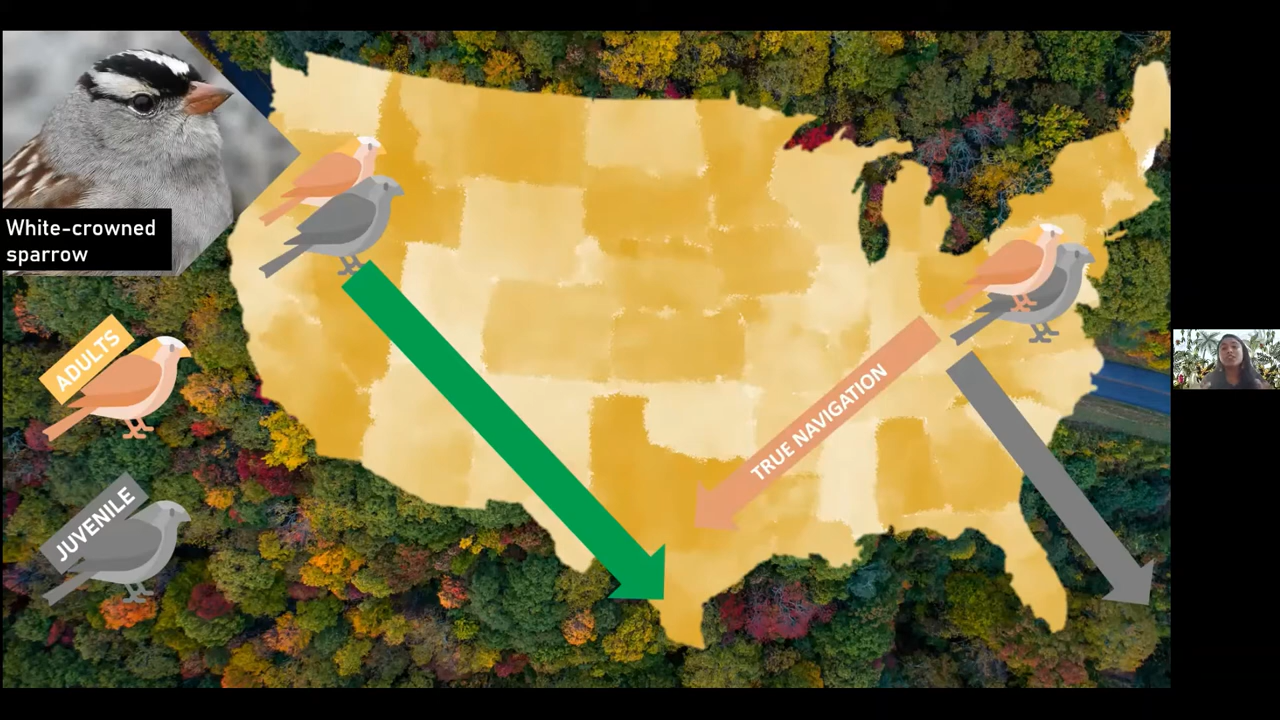 White-crowned
sparrow
ADULTS
JUVENILE
TRUE NAVIGATION